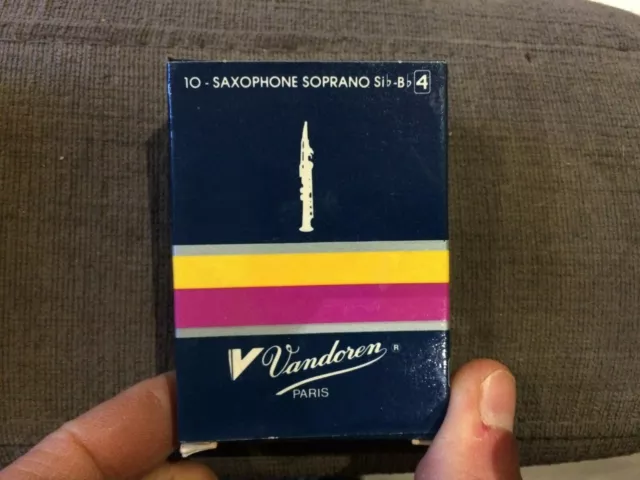 10 - SAXOPHONE SOPRANO Si♭-B♭ 4
V Vandoren ®
PARIS